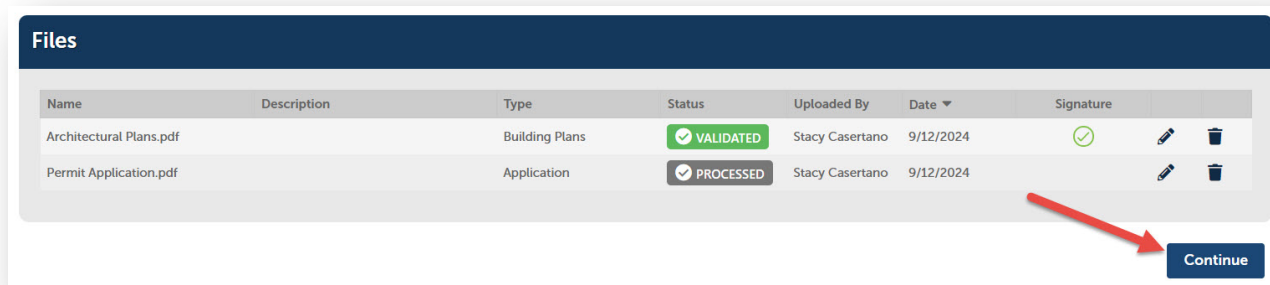 Files
Name Description Type Status Uploaded By Date Signature
Architectural Plans.pdf Building Plans VALIDATED Stacy Casertano 9/12/2024
Permit Application.pdf Application PROCESSED Stacy Casertano 9/12/2024
Continue